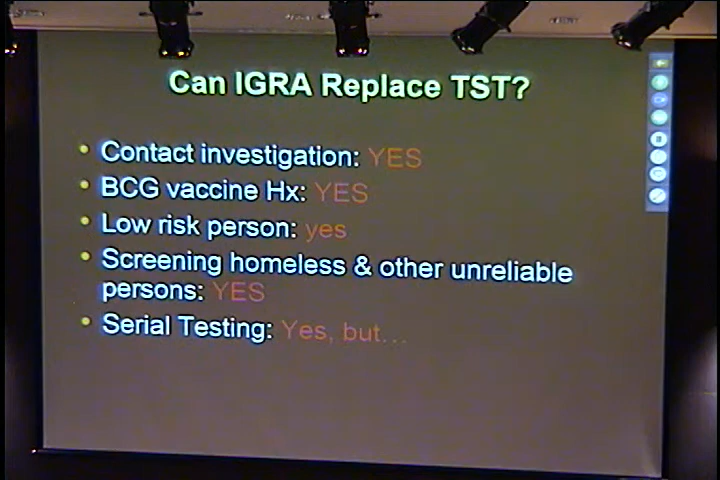 Can IGRA Replace TST?
• Contact investigation: YES
• BCG vaccine Hx: YES
• Low risk person: yes
• Screening homeless & other unreliable
persons: YES
• Serial Testing: Yes, but...